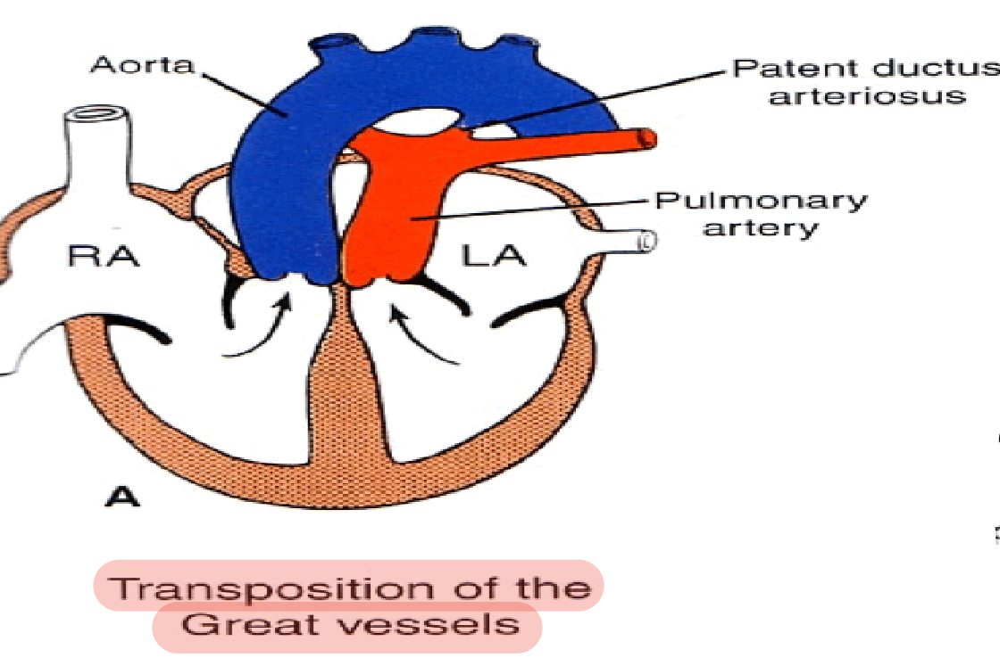 Aorta
Patent ductus
arteriosus
Pulmonary
artery
RA
LA
A
Transposition of the
Great vessels